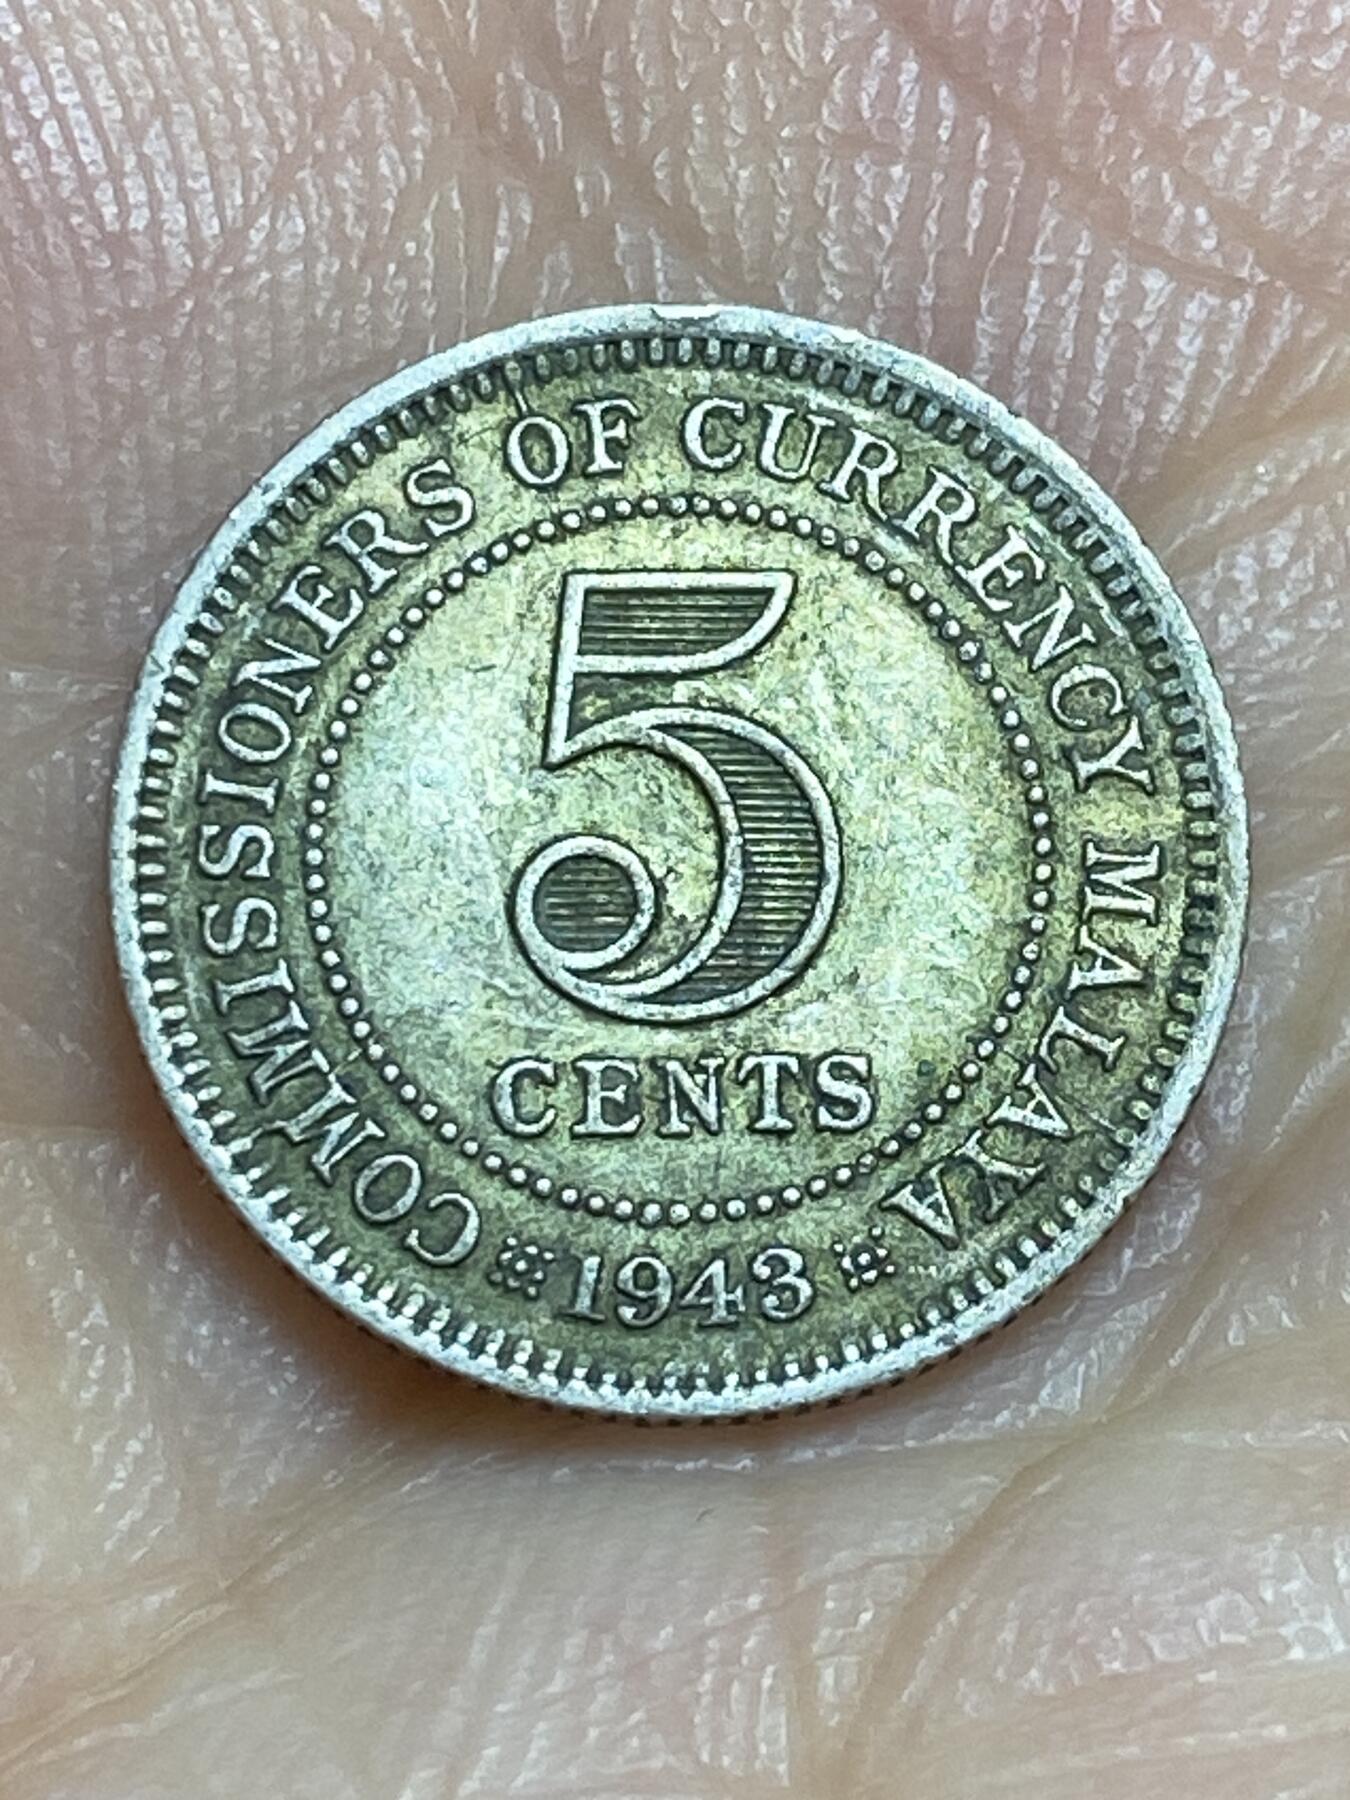 COMMISSIONERS OF CURRENCY MALAYA
5
CENTS
1943